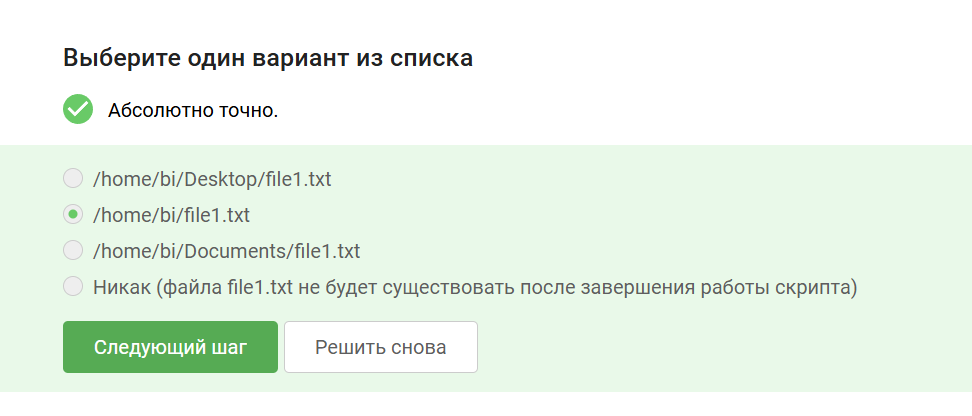 Выберите один вариант из списка
Абсолютно точно.
/home/bi/Desktop/file1.txt
/home/bi/file1.txt
/home/bi/Documents/file1.txt
Никак (файла file1.txt не будет существовать после завершения работы скрипта)
Следующий шаг
Решить снова